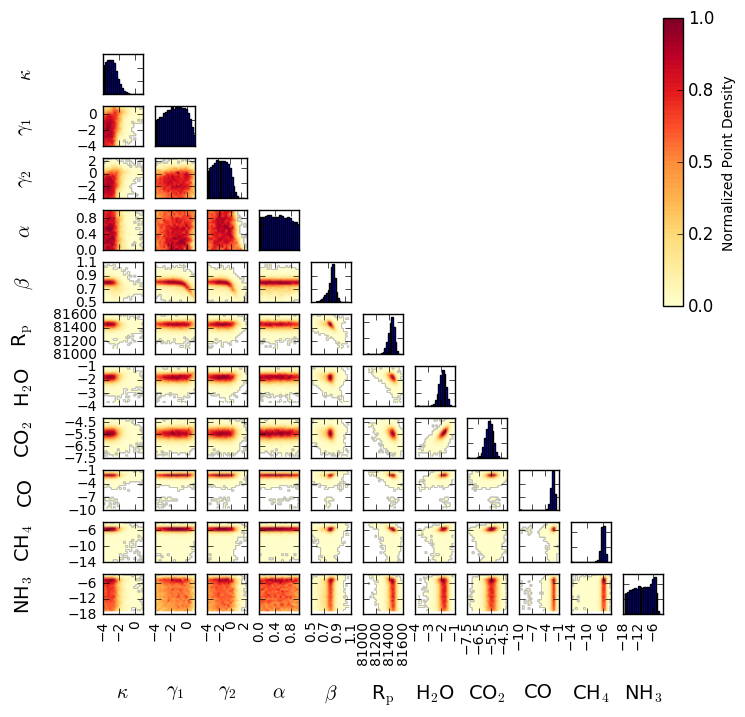 1.0
0.8
0.5
0.2
0.0
Normalized Point Density
κ
γ₁
0
−2
−4
γ₂
2
0
−2
−4
α
0.8
0.4
0.0
β
1.1
0.9
0.7
0.5
Rₚ
81600
81400
81200
81000
H₂O
−1
−2
−3
−4
CO₂
−4.5
−5.5
−6.5
−7.5
CO
−1
−4
−7
−10
CH₄
−6
−10
−14
NH₃
−6
−12
−18
−4 −2 0
−4 −2 0
−4 −2 0 2
0.0 0.4 0.8
0.5 0.7 0.9 1.1
81000 81200 81400 81600
−4 −3 −2 −1
−7.5 −6.5 −5.5 −4.5
−10 −7 −4 −1
−14 −10 −6
−18 −12 −6
κ γ₁ γ₂ α β Rₚ H₂O CO₂ CO CH₄ NH₃